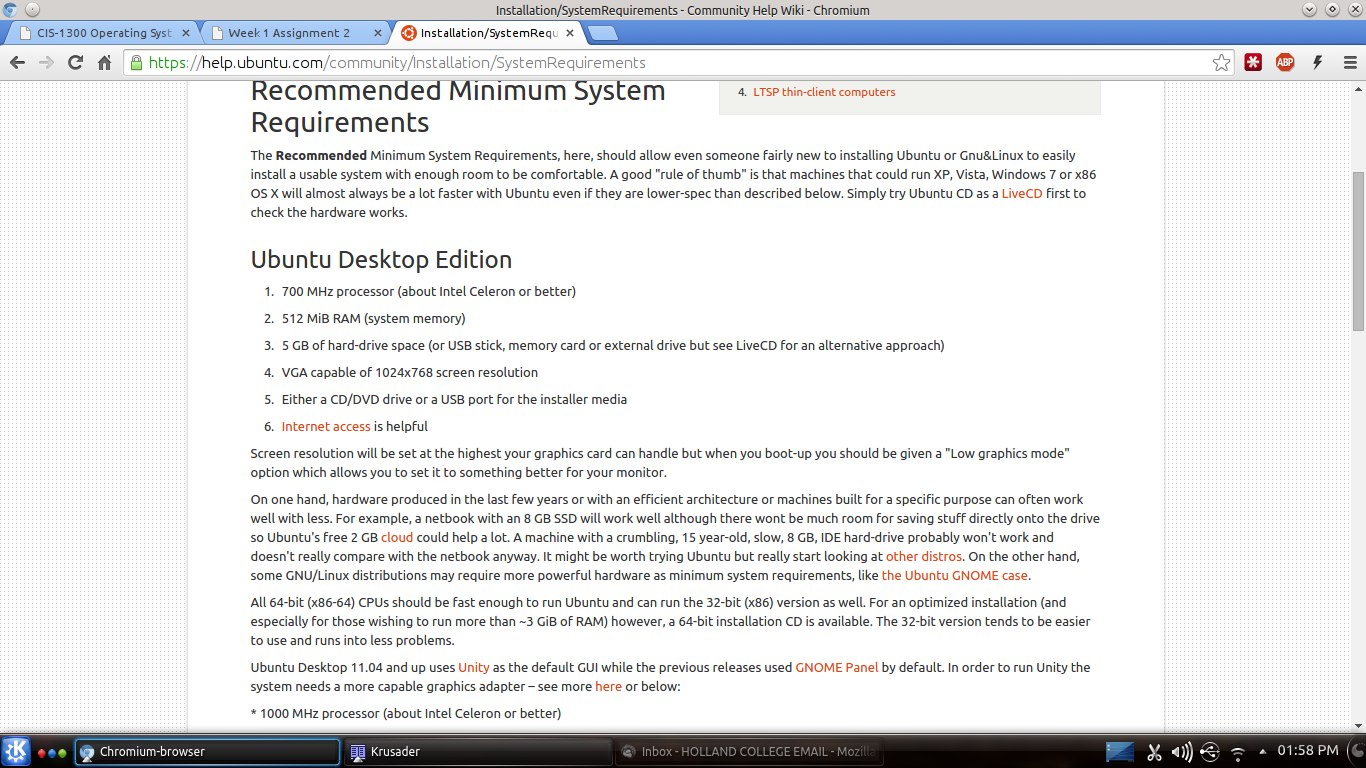 Installation/SystemRequirements - Community Help Wiki - Chromium
CIS-1300 Operating Syst
Week 1 Assignment 2
Installation/SystemRequ
https://help.ubuntu.com/community/Installation/SystemRequirements
ABP
Recommended Minimum System
Requirements
4. LTSP thin-client computers
The Recommended Minimum System Requirements, here, should allow even someone fairly new to installing Ubuntu or Gnu&Linux to easily
install a usable system with enough room to be comfortable. A good "rule of thumb" is that machines that could run XP, Vista, Windows 7 or x86
OS X will almost always be a lot faster with Ubuntu even if they are lower-spec than described below. Simply try Ubuntu CD as a LiveCD first to
check the hardware works.
Ubuntu Desktop Edition
1. 700 MHz processor (about Intel Celeron or better)
2. 512 MiB RAM (system memory)
3. 5 GB of hard-drive space (or USB stick, memory card or external drive but see LiveCD for an alternative approach)
4. VGA capable of 1024x768 screen resolution
5. Either a CD/DVD drive or a USB port for the installer media
6. Internet access is helpful
Screen resolution will be set at the highest your graphics card can handle but when you boot-up you should be given a "Low graphics mode"
option which allows you to set it to something better for your monitor.
On one hand, hardware produced in the last few years or with an efficient architecture or machines built for a specific purpose can often work
well with less. For example, a netbook with an 8 GB SSD will work well although there wont be much room for saving stuff directly onto the drive
so Ubuntu's free 2 GB cloud could help a lot. A machine with a crumbling, 15 year-old, slow, 8 GB, IDE hard-drive probably won't work and
doesn't really compare with the netbook anyway. It might be worth trying Ubuntu but really start looking at other distros. On the other hand,
some GNU/Linux distributions may require more powerful hardware as minimum system requirements, like the Ubuntu GNOME case.
All 64-bit (x86-64) CPUs should be fast enough to run Ubuntu and can run the 32-bit (x86) version as well. For an optimized installation (and
especially for those wishing to run more than ~3 GiB of RAM) however, a 64-bit installation CD is available. The 32-bit version tends to be easier
to use and runs into less problems.
Ubuntu Desktop 11.04 and up uses Unity as the default GUI while the previous releases used GNOME Panel by default. In order to run Unity the
system needs a more capable graphics adapter – see more here or below:
* 1000 MHz processor (about Intel Celeron or better)
Chromium-browser
Krusader
Inbox - HOLLAND COLLEGE EMAIL - Mozilla
01:58 PM